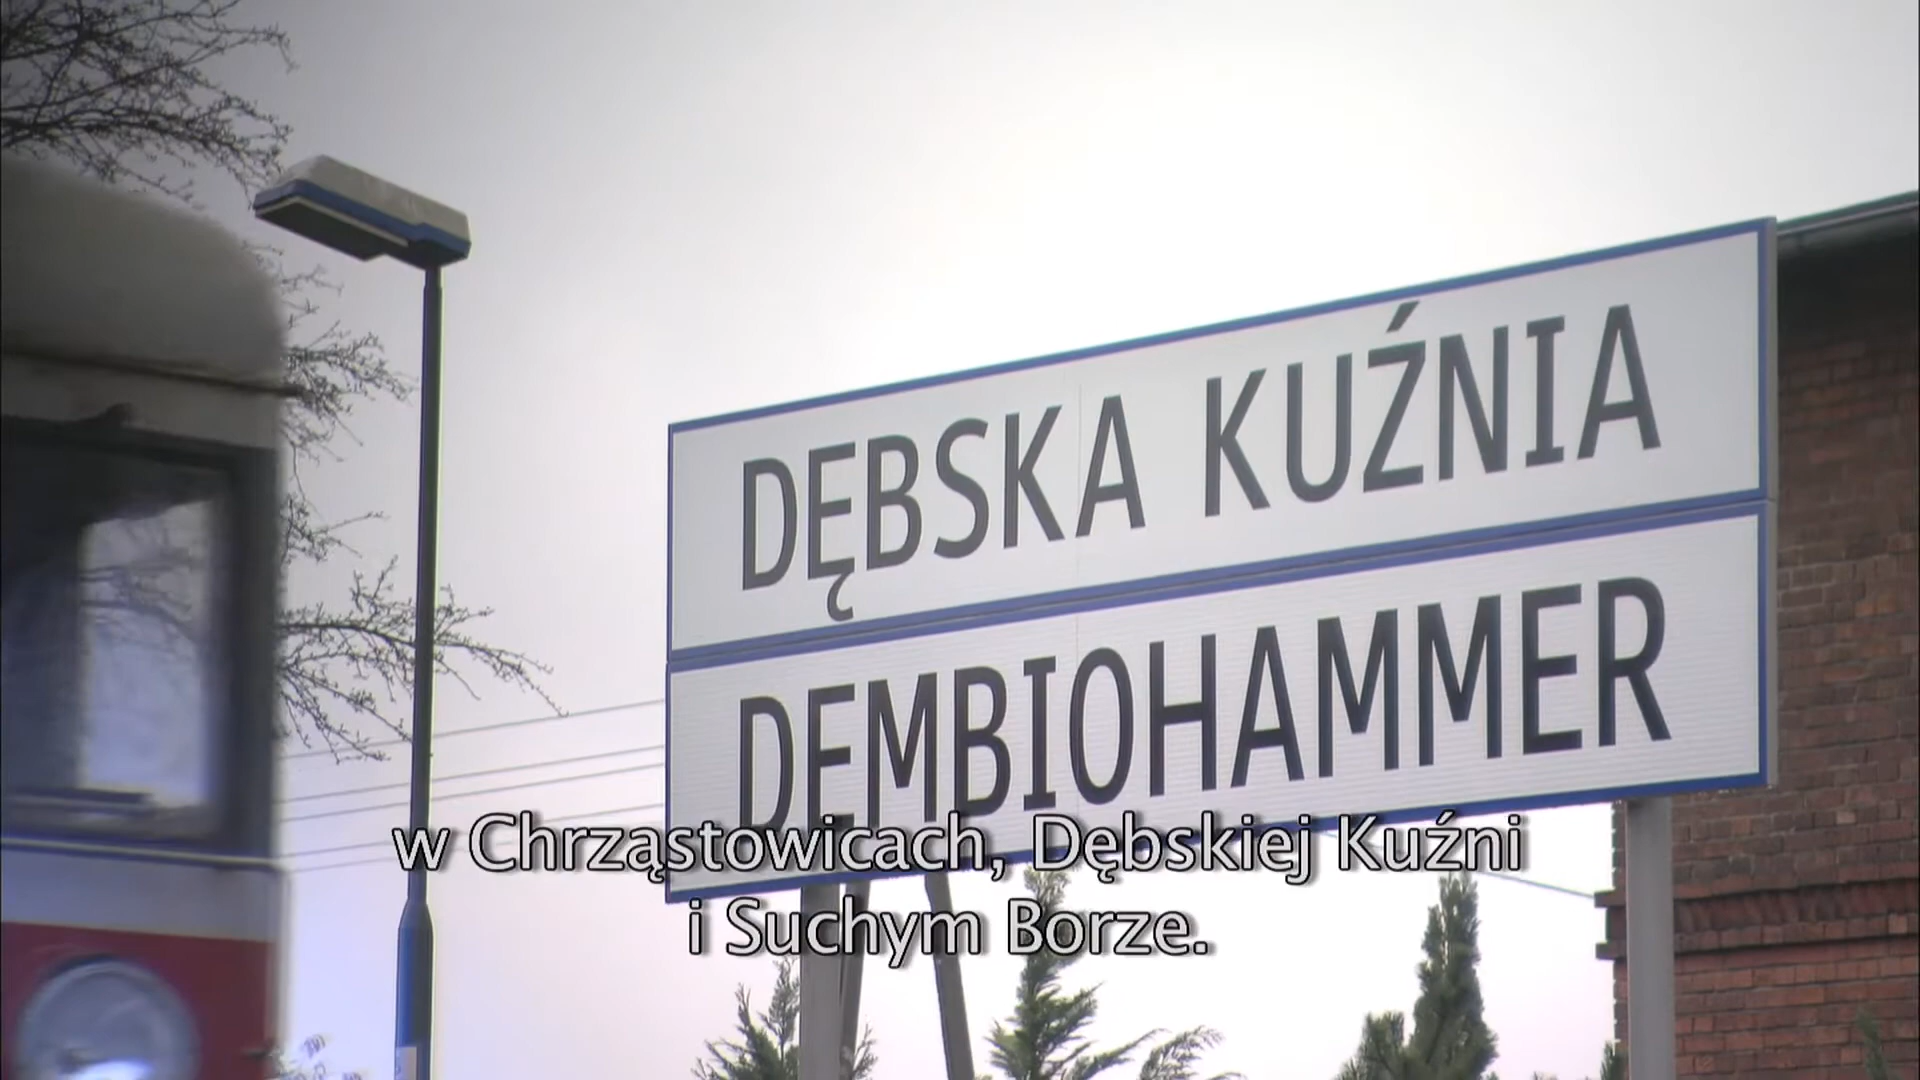 DĘBSKA KUŹNIA
DEMBIOHAMMER
w Chrząstowicach, Dębskiej Kuźni
i Suchym Borze.